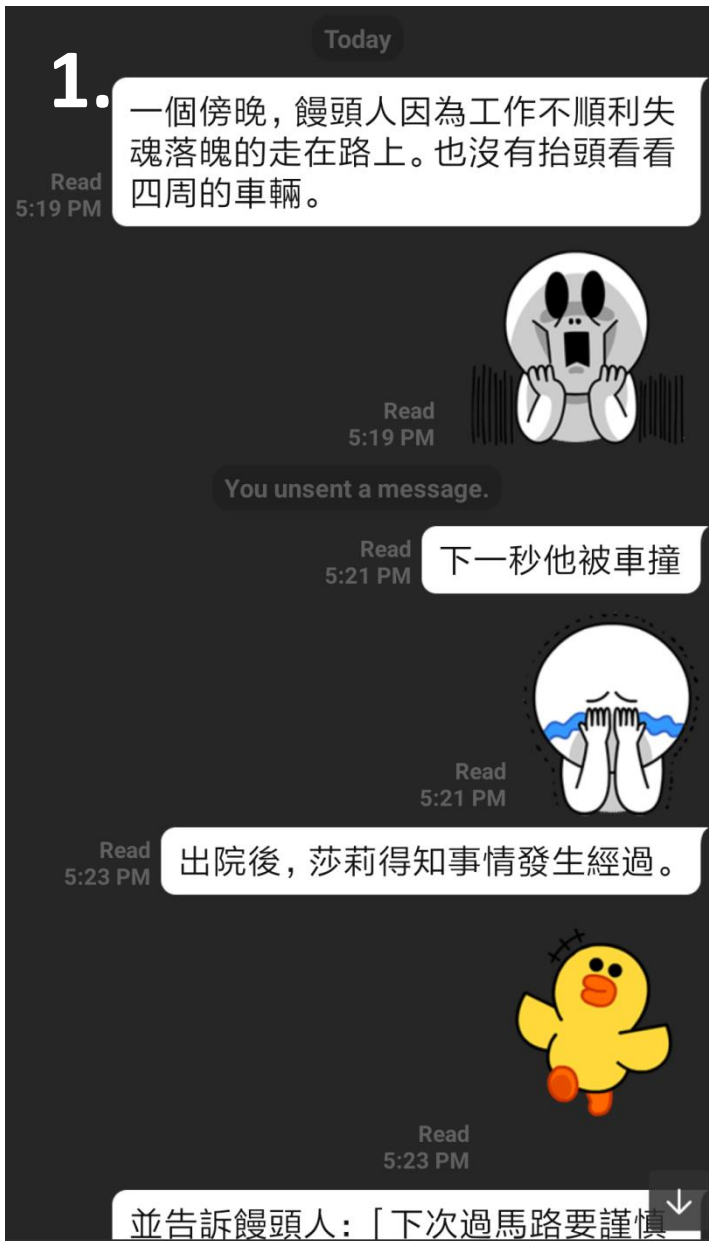 Today
1.
一個傍晚，饅頭人因為工作不順利失
魂落魄的走在路上。也沒有抬頭看看
四周的車輛。
Read
5:19 PM
Read
5:19 PM
You unsent a message.
Read
5:21 PM
下一秒他被車撞
Read
5:21 PM
Read
5:23 PM
出院後，莎莉得知事情發生經過。
Read
5:23 PM
並告訴饅頭人：「下次過馬路要謹慎